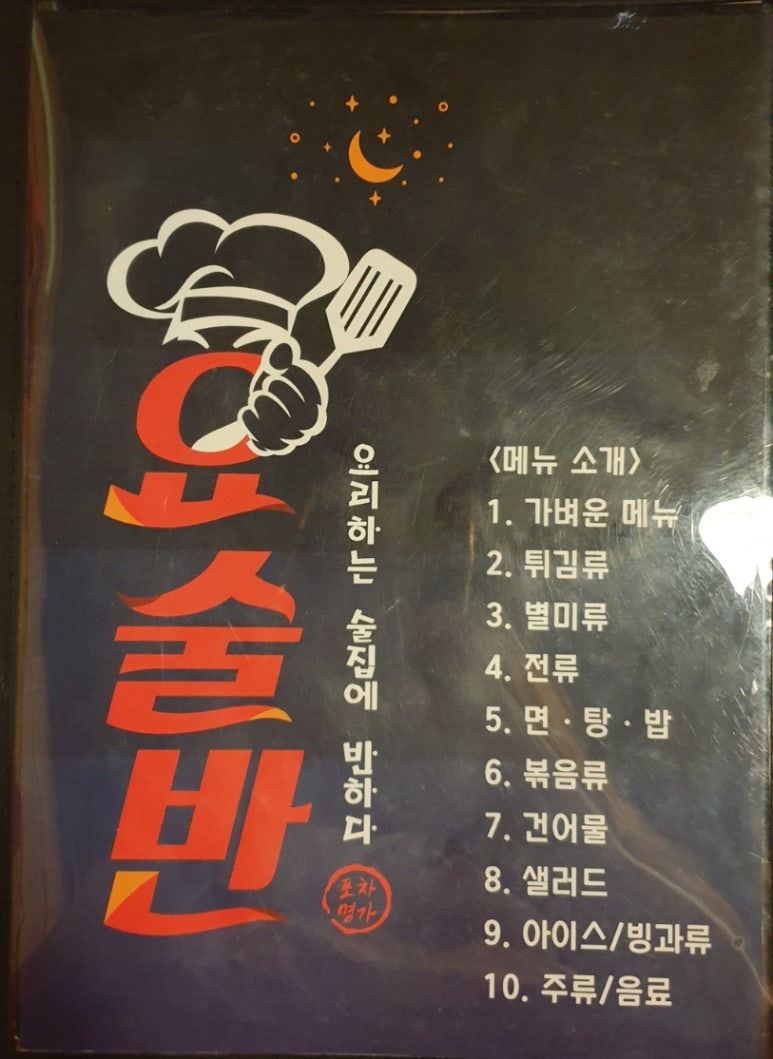 요술반
요리하는 술집에 반하다
포차
명가
<메뉴 소개>
1. 가벼운 메뉴
2. 튀김류
3. 별미류
4. 전류
5. 면 · 탕 · 밥
6. 볶음류
7. 건어물
8. 샐러드
9. 아이스/빙과류
10. 주류/음료